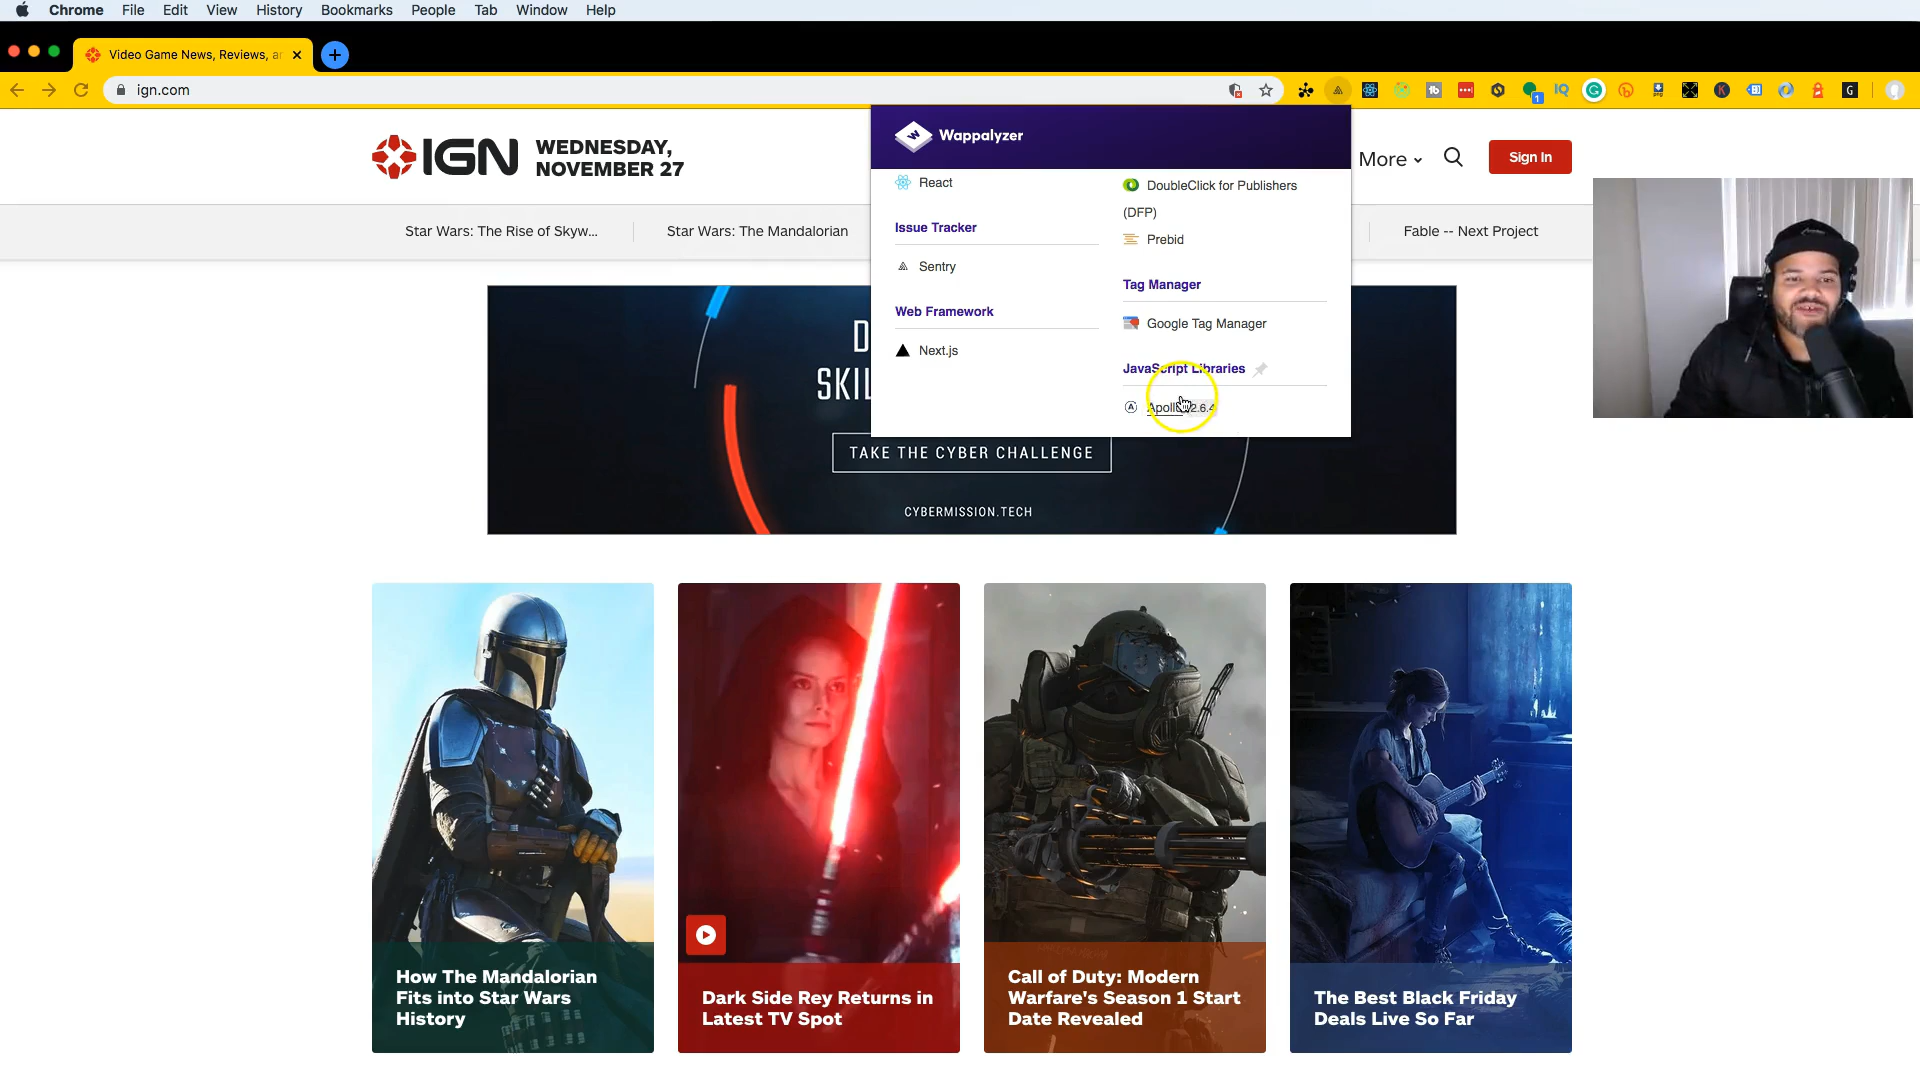 Chrome File Edit View History Bookmarks People Tab Window Help
Video Game News, Reviews, a
ign.com
Wappalyzer
IGN
WEDSNESDAY,
NOVEMBER 27
More
Sign In
React
DoubleClick for Publishers
(DFP)
Issue Tracker
Prebid
Star Wars: The Rise of Skyw...
Star Wars: The Mandalorian
Fable -- Next Project
Sentry
Tag Manager
Web Framework
Google Tag Manager
Next.js
JavaScript Libraries
SKIL
2.6.4
TAKE THE CYBER CHALLENGE
CYBERMISSION.TECH
How The Mandalorian
Fits into Star Wars
History
Dark Side Rey Returns in
Latest TV Spot
Call of Duty: Modern
Warfare's Season 1 Start
Date Revealed
The Best Black Friday
Deals Live So Far